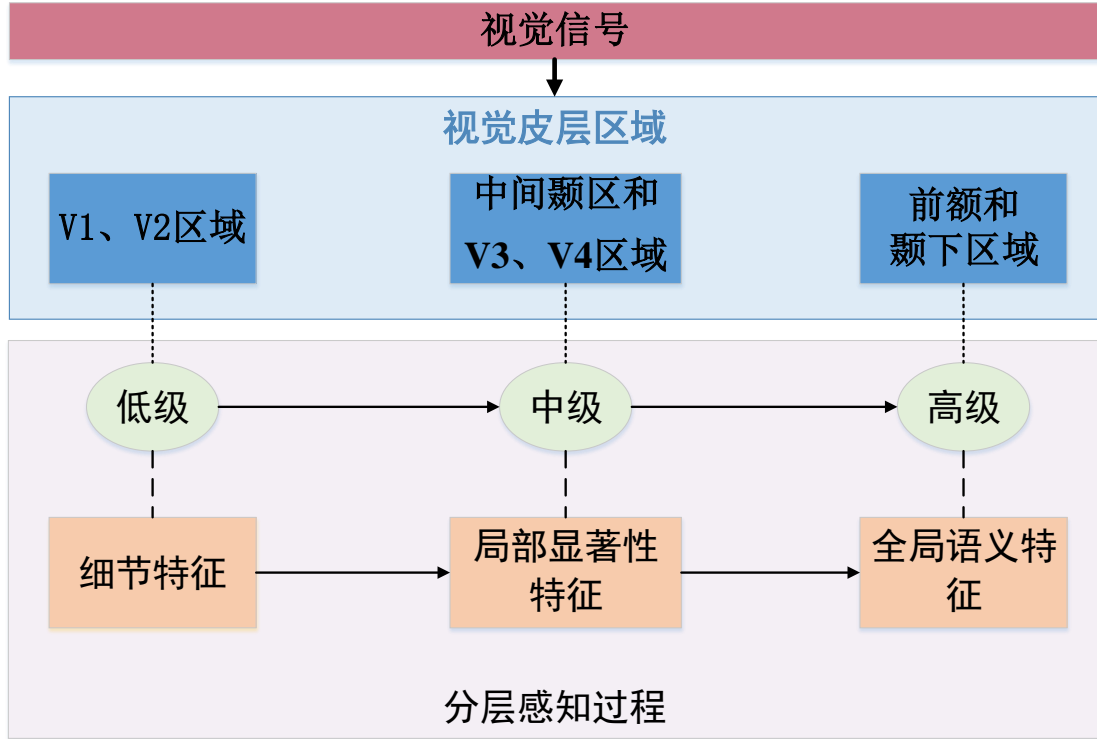 视觉信号
视觉皮层区域
V1、V2区域
中间颞区和
V3、V4区域
前额和
颞下区域
低级
中级
高级
细节特征
局部显著性
特征
全局语义特
征
分层感知过程